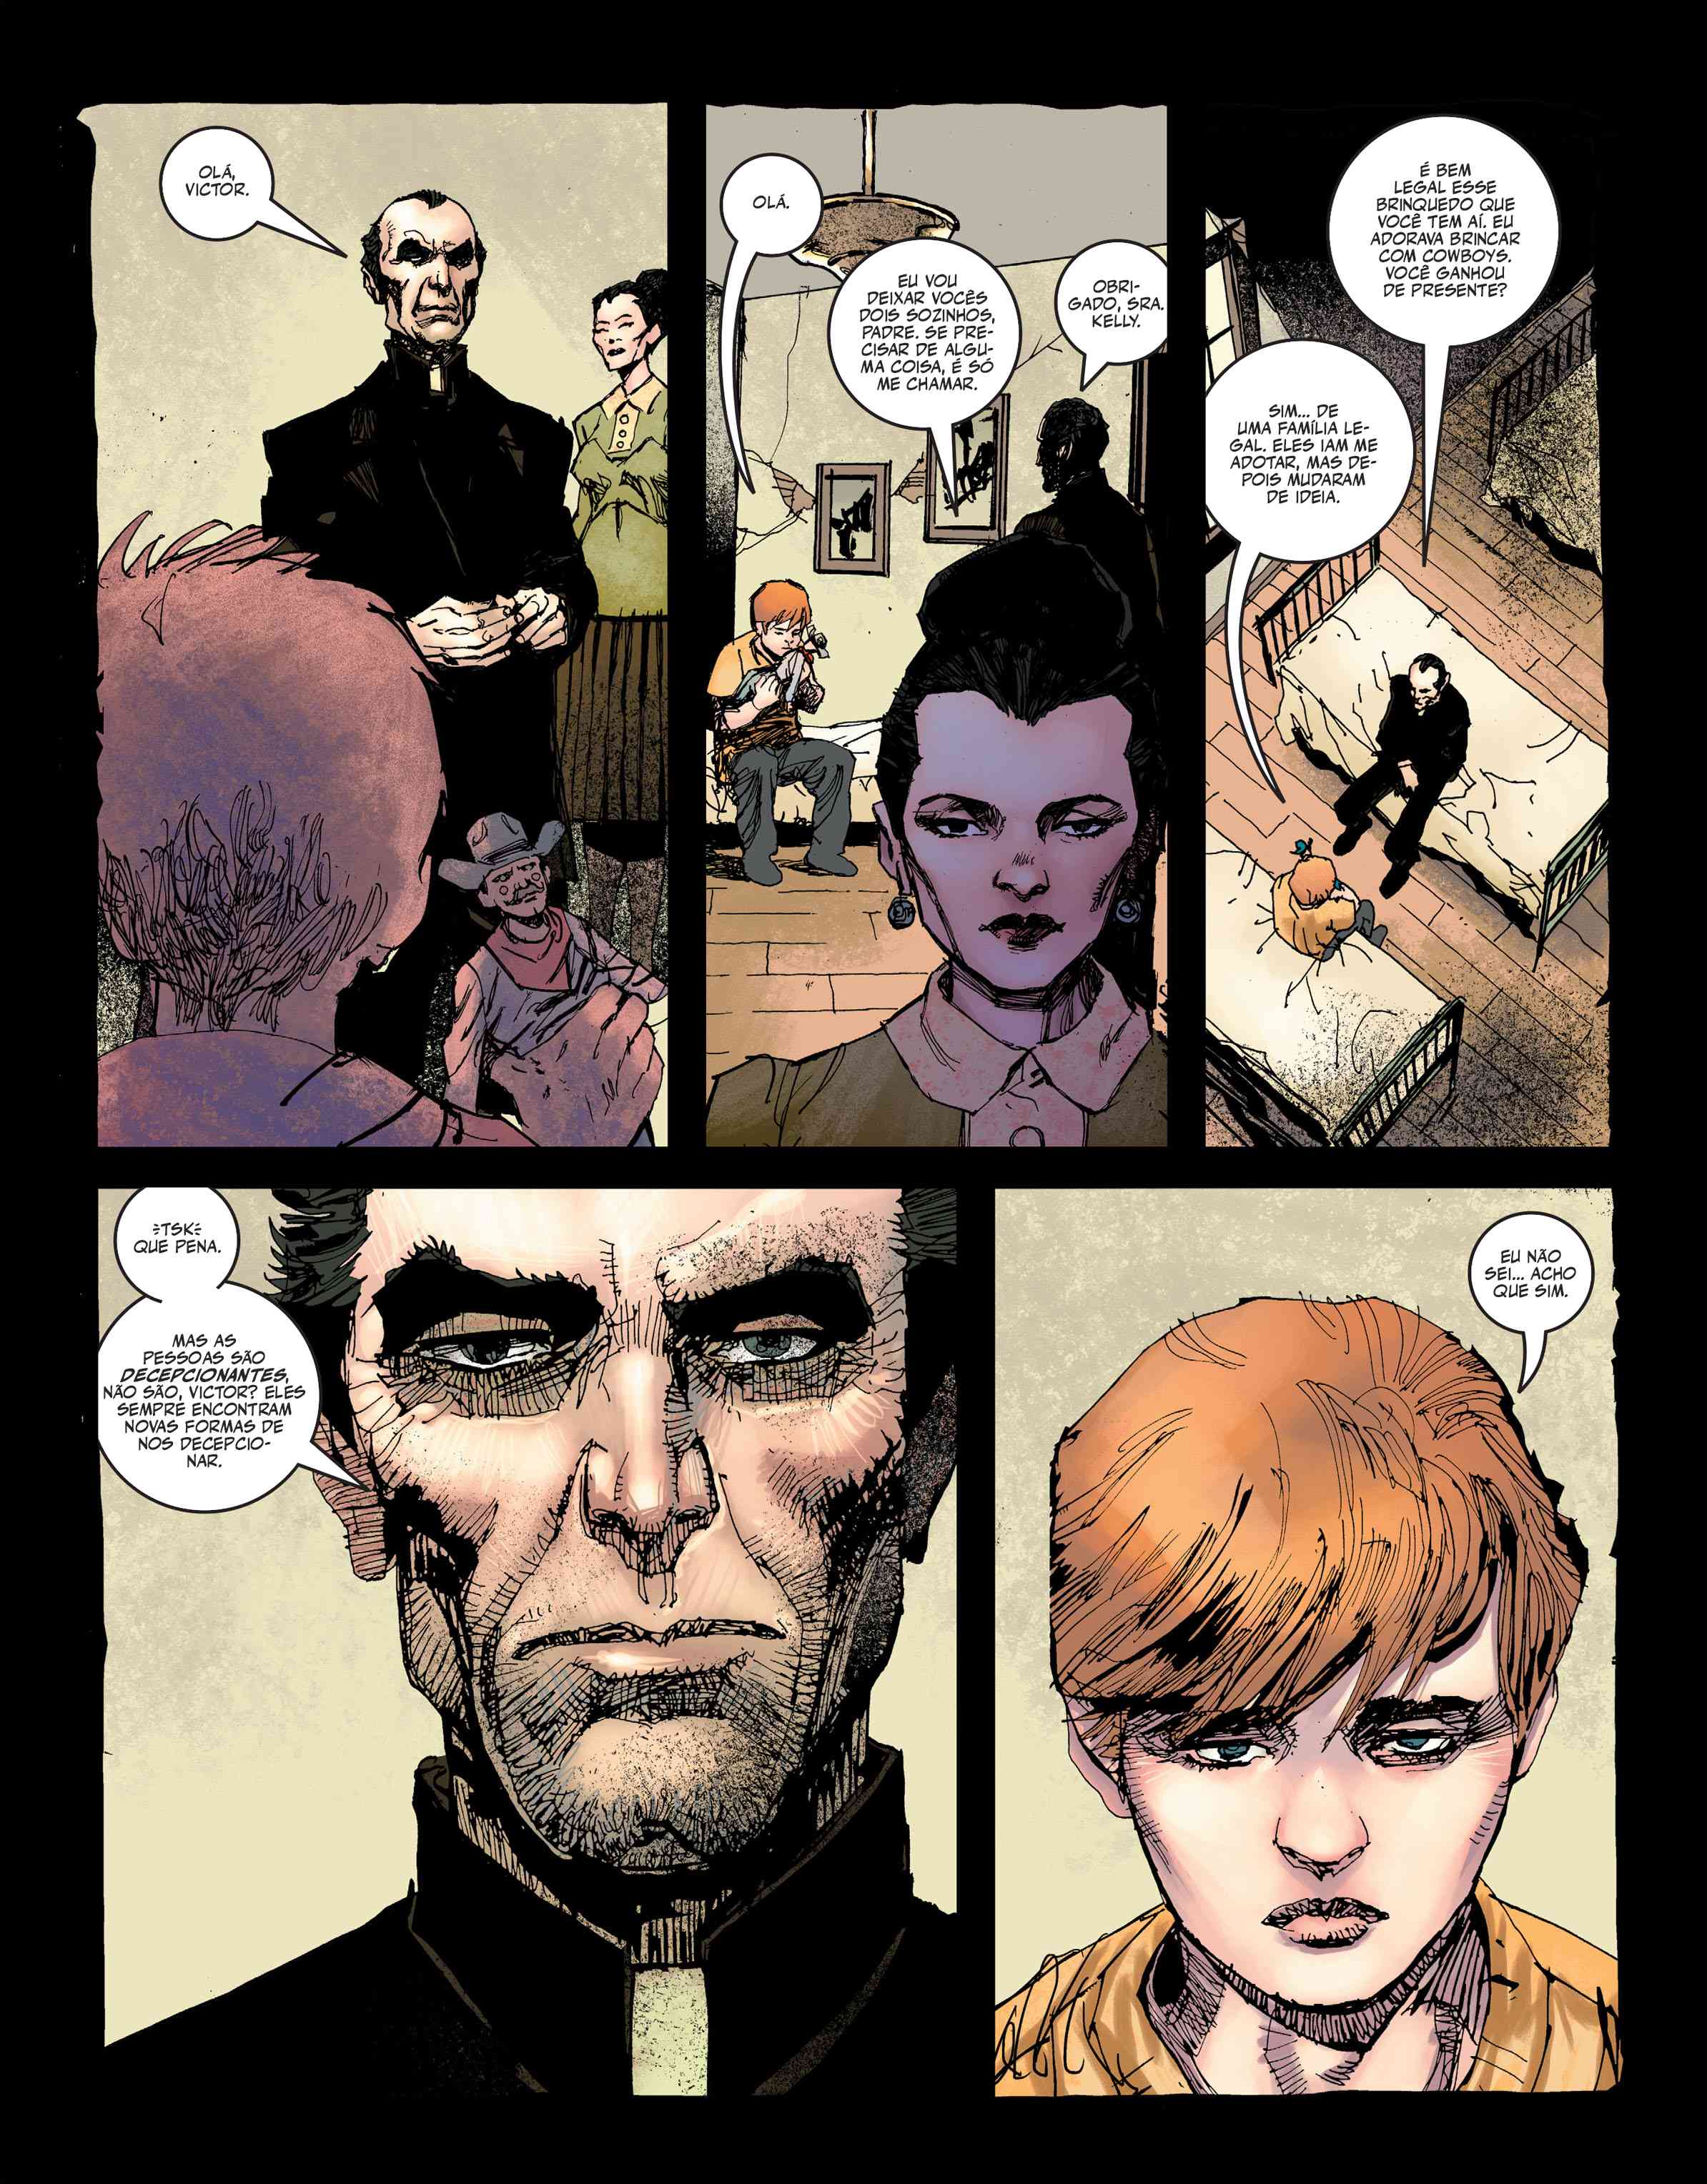 OLÁ,
VICTOR.
OLÁ.
EU VOU
DEIXAR VOCÊS
DOIS SOZINHOS,
PADRE. SE PRE-
CISAR DE ALGU-
MA COISA, É SÓ
ME CHAMAR.
OBRI-
GADO, SRA.
KELLY.
É BEM
LEGAL ESSE
BRINQUEDO QUE
VOCÊ TEM AÍ. EU
ADORAVA BRINCAR
COM COWBOYS.
VOCÊ GANHOU
DE PRESENTE?
SIM... DE
UMA FAMÍLIA LE-
GAL. ELES IAM ME
ADOTAR, MAS DE-
POIS MUDARAM
DE IDEIA.
TSK
QUE PENA.
MAS AS
PESSOAS SÃO
DECEPCIONANTES,
NÃO SÃO, VICTOR? ELES
SEMPRE ENCONTRAM
NOVAS FORMAS DE
NOS DECEPCIO-
NAR.
EU NÃO
SEI... ACHO
QUE SIM.